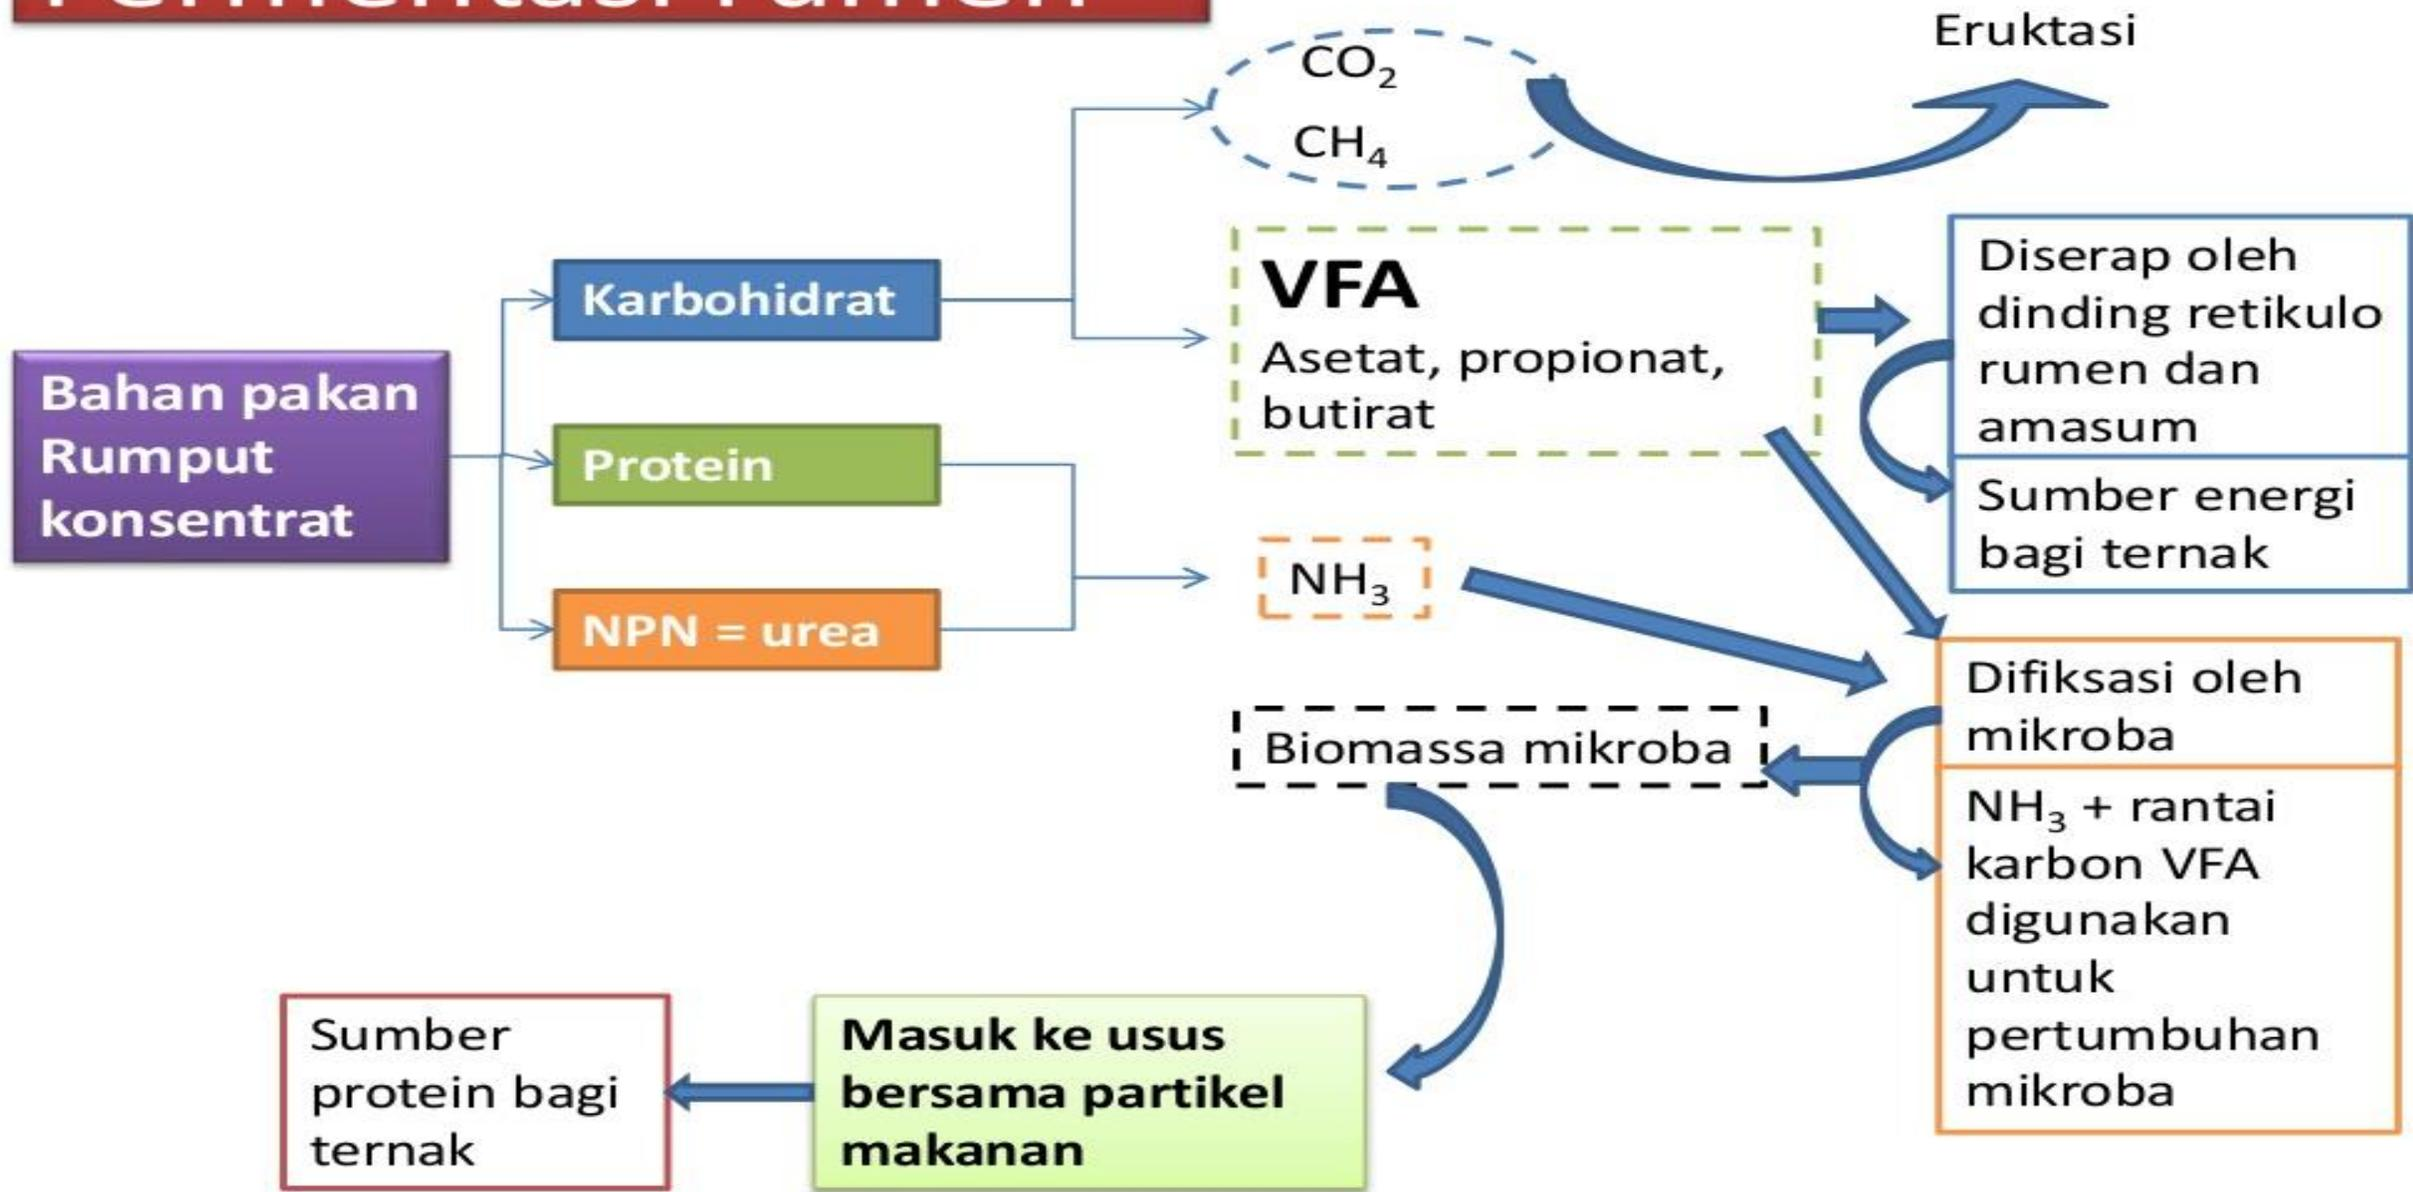 Fermentasi rumen
CO₂
CH₄
Eruktasi
Karbohidrat
VFA
Asetat, propionat,
butirat
Diserap oleh
dinding retikulo
rumen dan
amasum
Sumber energi
bagi ternak
Bahan pakan
Rumput
konsentrat
Protein
NPN = urea
NH₃
Difiksasi oleh
mikroba
Biomassa mikroba
NH₃ + rantai
karbon VFA
digunakan
untuk
pertumbuhan
mikroba
Masuk ke usus
bersama partikel
makanan
Sumber
protein bagi
ternak